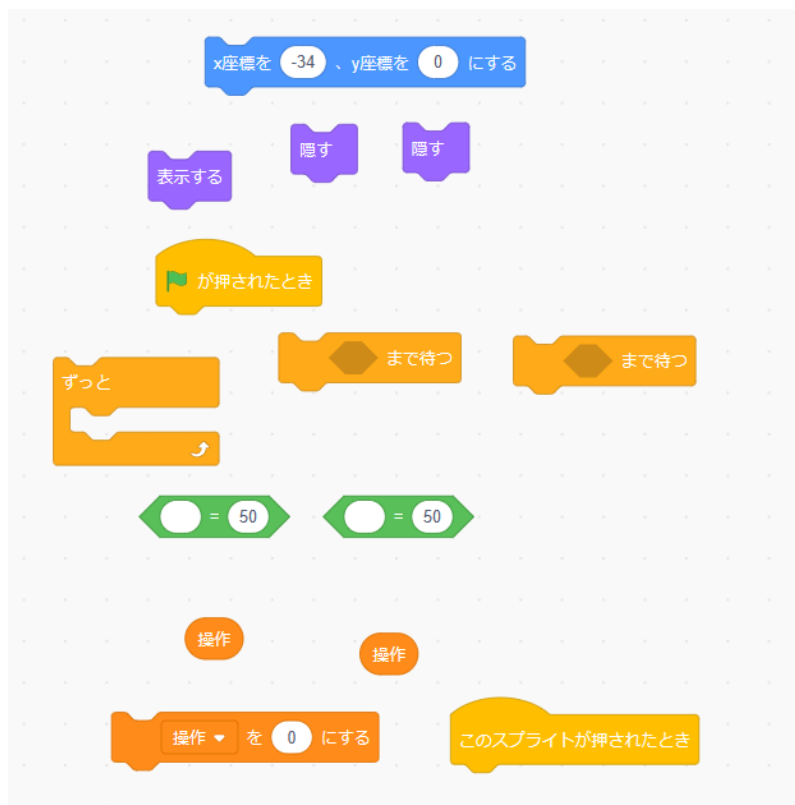 x座標を -34 、y座標を 0 にする
隠す
隠す
表示する
が押されたとき
まで待つ
まで待つ
ずっと
= 50
= 50
操作
操作
操作 を 0 にする
このスプライトが押されたとき